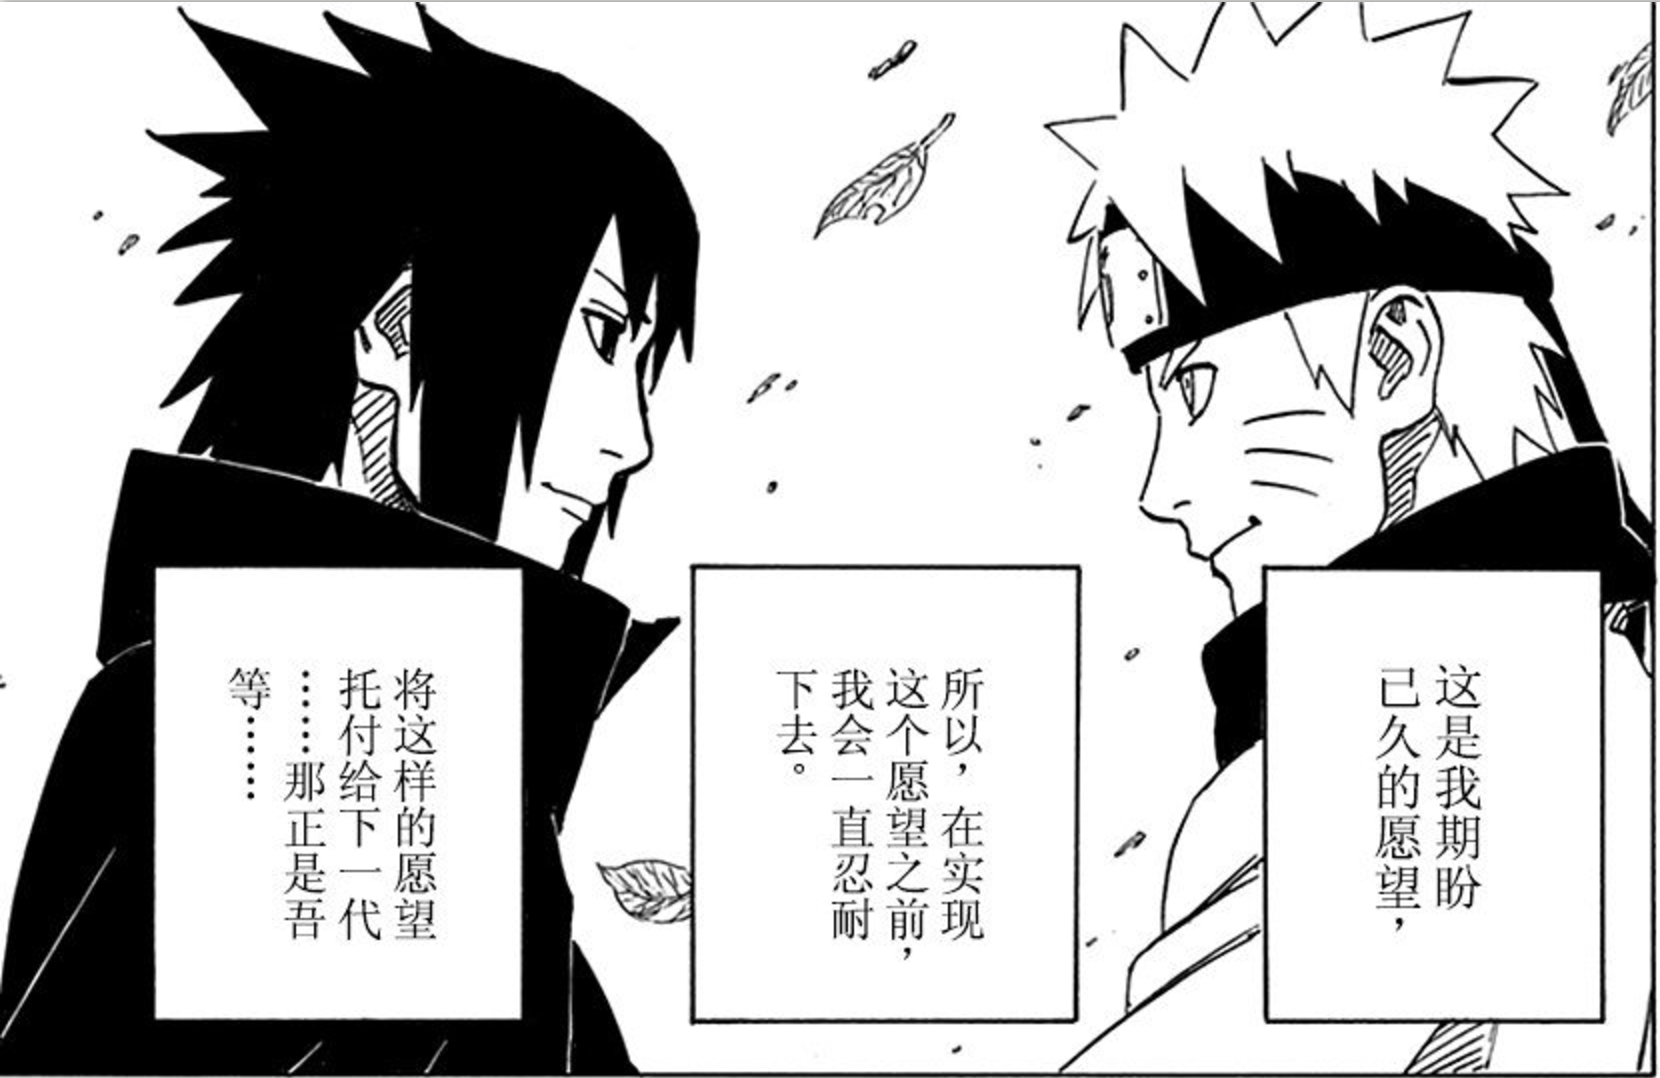 这是我期盼
已久的愿望，
所以，在实现
这个愿望之前，
我会一直忍耐
下去。
将这样的愿望
托付给下一代
……那正是吾
等……